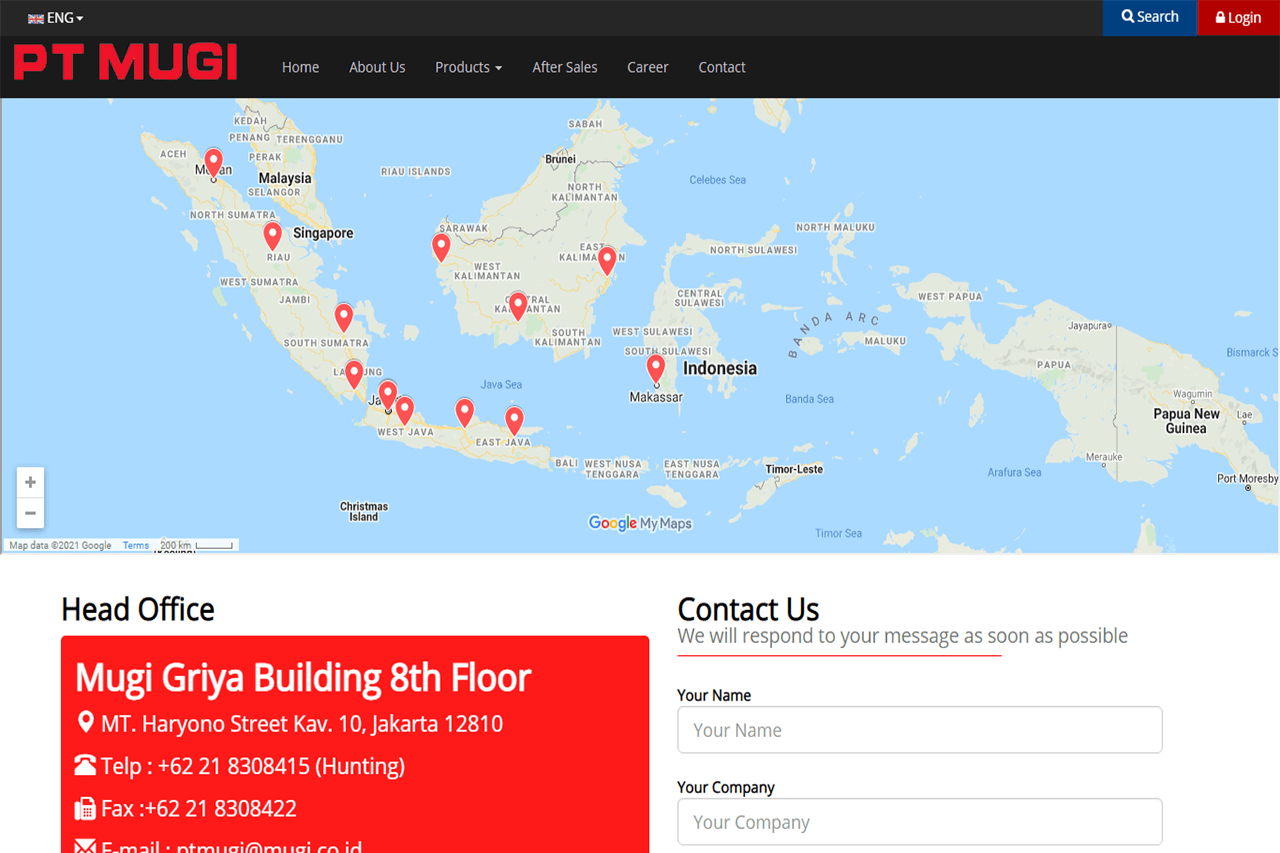 ENG
Search
Login
PT MUGI
Home
About Us
Products
After Sales
Career
Contact
KEDAH
PENANG
TERENGGANU
ACEH
PERAK
Malaysia
SELANGOR
RIAU ISLANDS
SABAH
Brunei
NORTH
KALIMANTAN
Celebes Sea
NORTH SUMATRA
Singapore
RIAU
SARAWAK
NORTH MALUKU
NORTH SULAWESI
EAST
KALIMANTAN
WEST
KALIMANTAN
WEST SUMATRA
JAMBI
CENTRAL
SULAWESI
WEST PAPUA
SOUTH SUMATRA
SOUTH
KALIMANTAN
WEST SULAWESI
SOUTH SULAWESI
BANDA ARC
MALUKU
Jayapura
Bismarck S
PAPUA
Indonesia
Java Sea
Makassar
Banda Sea
Wagumin
Papua New
Guinea
Lae
WEST JAVA
EAST JAVA
BALI
WEST NUSA
TENGGARA
EAST NUSA
TENGGARA
Timor-Leste
Merauke
Arafura Sea
Port Moresby
Christmas
Island
Google My Maps
Timor Sea
+
−
Map data ©2021 Google
Terms
200 km
Head Office
Mugi Griya Building 8th Floor
MT. Haryono Street Kav. 10, Jakarta 12810
Telp : +62 21 8308415 (Hunting)
Fax :+62 21 8308422
E-mail : ptmugi@mugi.co.id
Contact Us
We will respond to your message as soon as possible
Your Name
Your Name
Your Company
Your Company